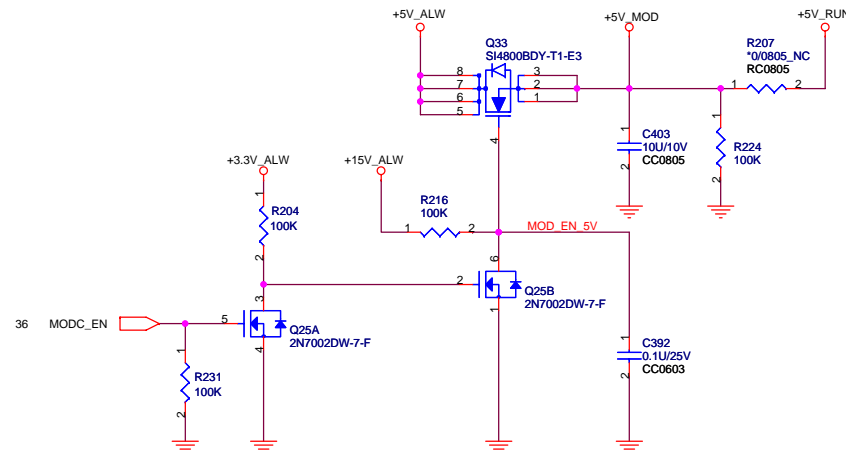 +5V_ALW
+5V_MOD
+5V_RUN
Q33
SI4800BDY-T1-E3
R207
*0/0805_NC
RC0805
8
7
6
5
3
2
1
1
2
4
1
C403
10U/10V
CC0805
2
1
R224
100K
2
+3.3V_ALW
+15V_ALW
1
R204
100K
2
R216
100K
1
2
MOD_EN_5V
6
2
Q25B
2N7002DW-7-F
1
3
36
MODC_EN
5
Q25A
2N7002DW-7-F
4
1
R231
100K
2
1
C392
0.1U/25V
CC0603
2